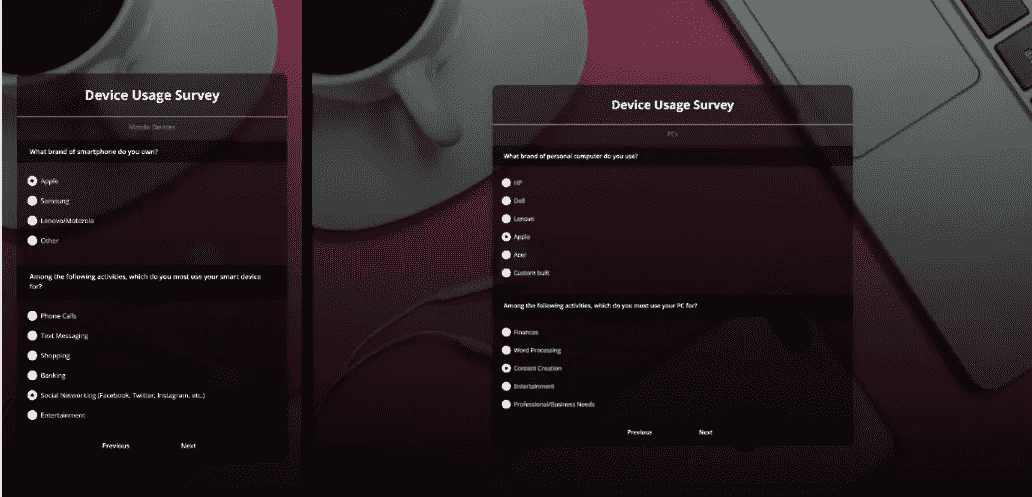 Device Usage Survey
Mobile Devices
What brand of smartphone do you own?
Apple
Samsung
Lenovo/Motorola
Other
Among the following activities, which do you most use your smart device
for?
Phone Calls
Text Messaging
Shopping
Banking
Social Networking (Facebook, Twitter, Instagram, etc.)
Entertainment
Previous Next
Device Usage Survey
PCs
What brand of personal computer do you use?
HP
Dell
Lenovo
Apple
Acer
Custom built
Among the following activities, which do you most use your PC for?
Finances
Word Processing
Content Creation
Entertainment
Professional/Business Needs
Previous Next